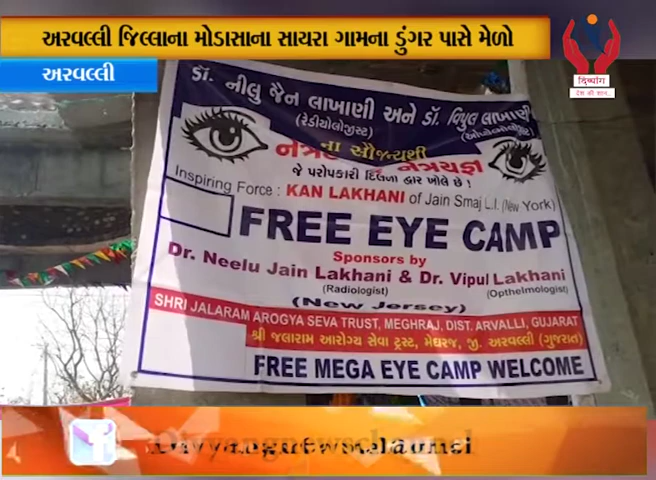 અરવલ્લી જિલ્લાના મોડાસાના સાયરા ગામના ડુંગર પાસે મેળો
અરવલ્લી
दिव्यांग
देश की शान..
ડૉ. નીલુ જૈન લાખાણી અને ડૉ. વિપુલ લાખાણી
(રેડીયોલોજીસ્ટ)
ના સૌજન્યથી
નેત્રયજ્ઞ
જે પરોપકારી દિલના દ્વાર ખોલે છે !
Inspiring Force : KAN LAKHANI of Jain Smaj L.I. (New York)
FREE EYE CAMP
Sponsors by
Dr. Neelu Jain Lakhani & Dr. Vipul Lakhani
(Radiologist) (Opthelmologist)
(New Jersey)
SHRI JALARAM AROGYA SEVA TRUST, MEGHRAJ, DIST. ARVALLI, GUJARAT
શ્રી જલારામ આરોગ્ય સેવા ટ્રસ્ટ, મેઘરજ, જી. અરવલ્લી (ગુજરાત)
FREE MEGA EYE CAMP WELCOME